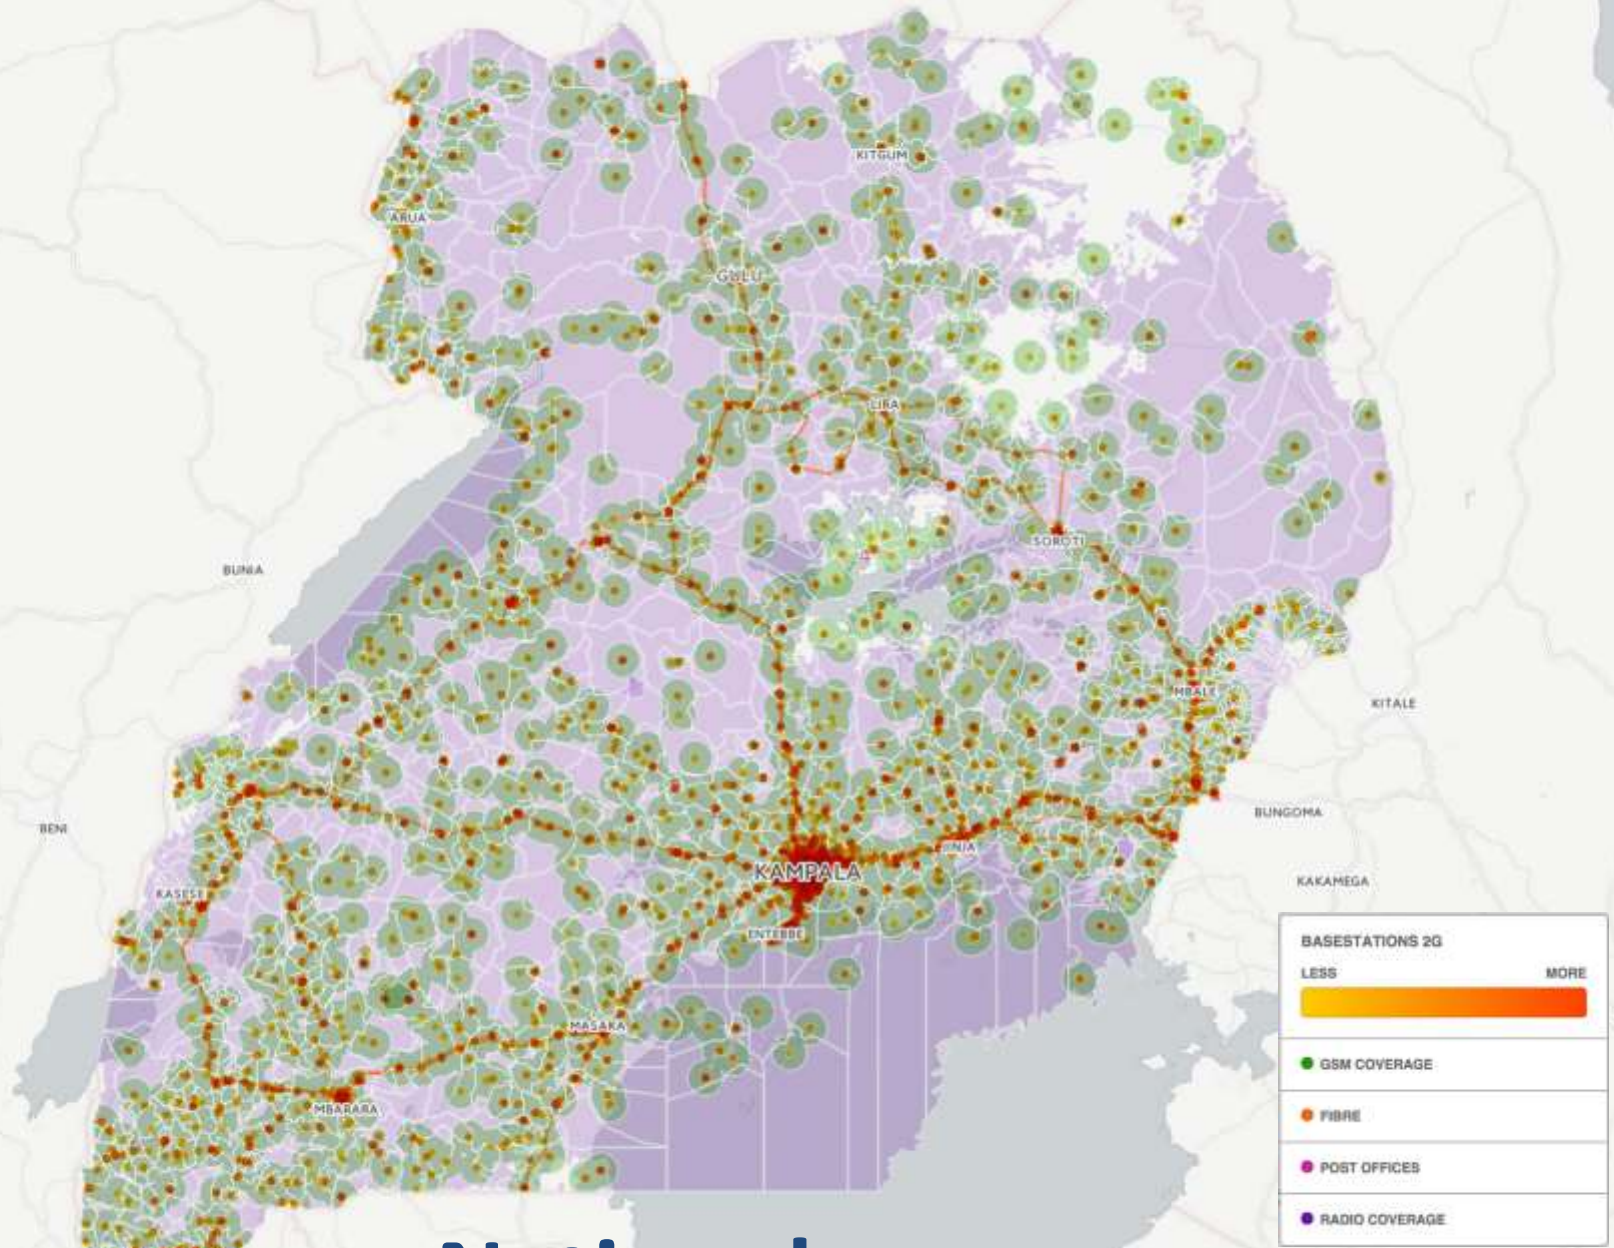 KITGUM
ARUA
GULU
LIRA
SOROTI
BUNIA
MBALE
KITALE
BUNGOMA
BENI
JINJA
KAMPALA
KAKAMEGA
KASESE
ENTEBBE
MASAKA
MBARARA
BASESTATIONS 2G
LESS MORE
GSM COVERAGE
FIBRE
POST OFFICES
RADIO COVERAGE